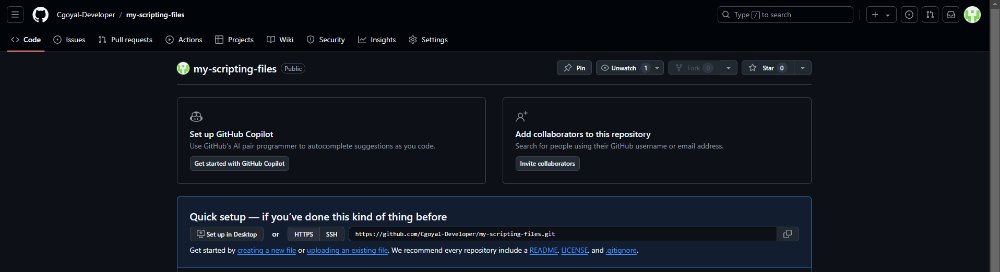 Cgoyal-Developer / my-scripting-files
Type / to search
Code Issues Pull requests Actions Projects Wiki Security Insights Settings
my-scripting-files Public
Pin Unwatch 1 Fork 0 Star 0
Set up GitHub Copilot
Use GitHub's AI pair programmer to autocomplete suggestions as you code.
Get started with GitHub Copilot
Add collaborators to this repository
Search for people using their GitHub username or email address.
Invite collaborators
Quick setup — if you’ve done this kind of thing before
Set up in Desktop or HTTPS SSH https://github.com/Cgoyal-Developer/my-scripting-files.git
Get started by creating a new file or uploading an existing file. We recommend every repository include a README, LICENSE, and .gitignore.